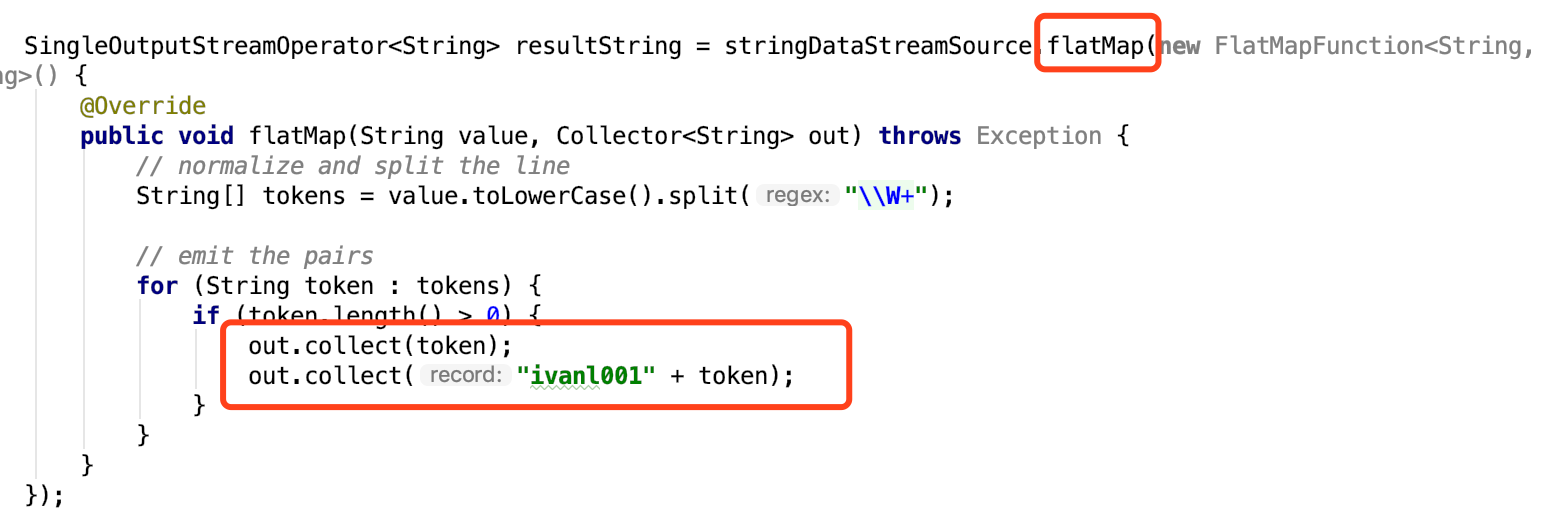 SingleOutputStreamOperator<String> resultString = stringDataStreamSource.flatMap(new FlatMapFunction<String,
ng>() {
@Override
public void flatMap(String value, Collector<String> out) throws Exception {
// normalize and split the line
String[] tokens = value.toLowerCase().split( regex: "\\W+");
// emit the pairs
for (String token : tokens) {
if (token.length() > 0) {
out.collect(token);
out.collect( record: "ivanl001" + token);
}
}
}
});